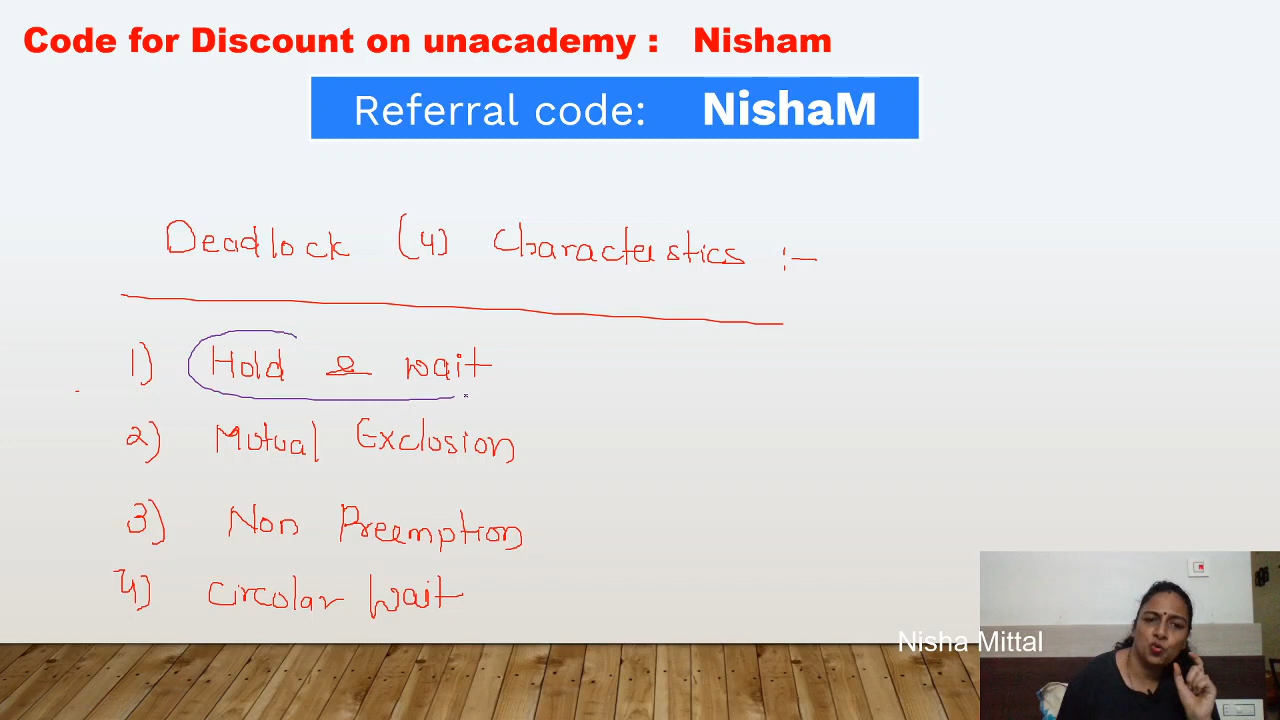 Code for Discount on unacademy : Nisham
Referral code: NishaM
Deadlock (4) Characteristics :-
1) Hold & wait
2) Mutual Exclusion
3) Non Preemption
4) Circular Wait
Nisha Mittal